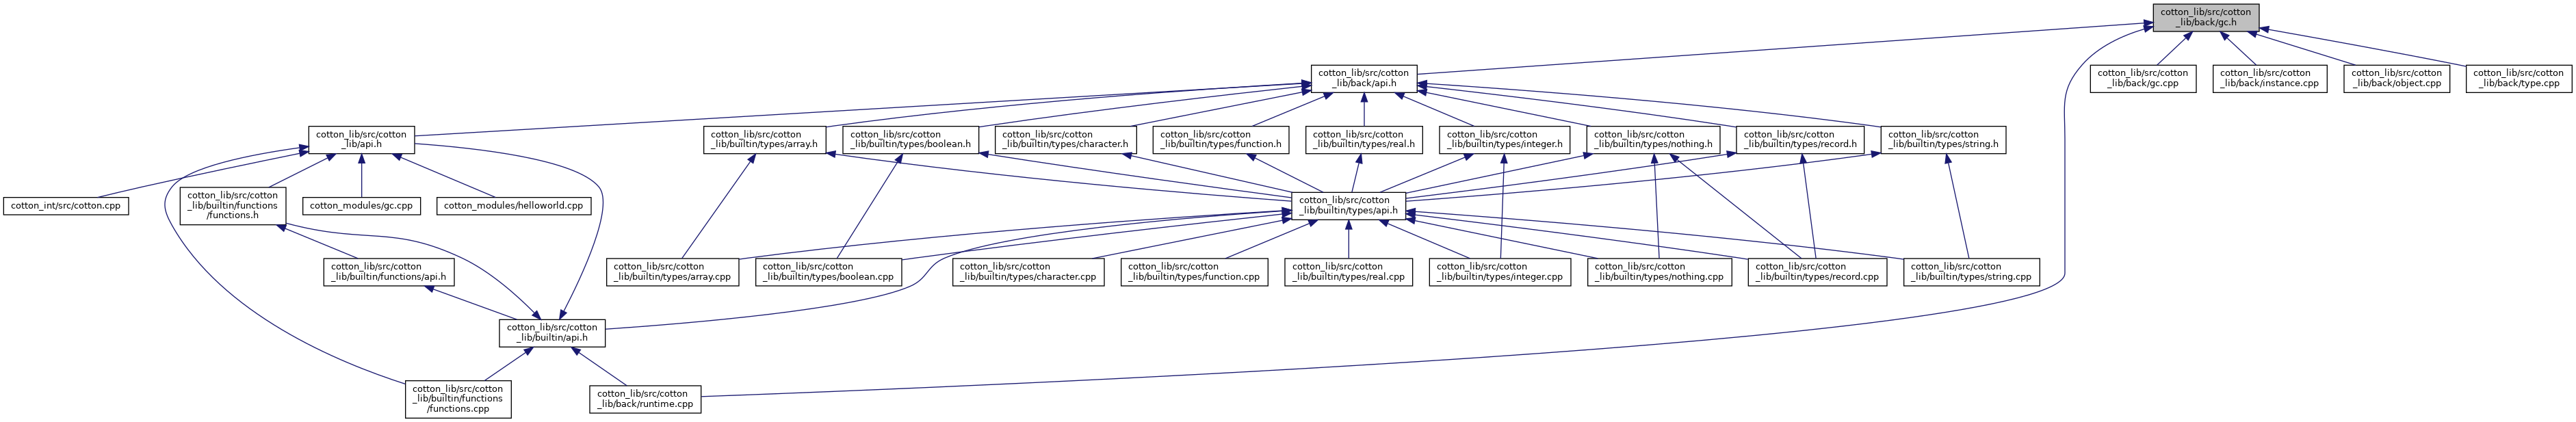 cotton_lib/src/cotton
_lib/back/gc.h
cotton_lib/src/cotton
_lib/back/api.h
cotton_lib/src/cotton
_lib/back/gc.cpp
cotton_lib/src/cotton
_lib/back/instance.cpp
cotton_lib/src/cotton
_lib/back/object.cpp
cotton_lib/src/cotton
_lib/back/type.cpp
cotton_lib/src/cotton
_lib/api.h
cotton_lib/src/cotton
_lib/builtin/types/array.h
cotton_lib/src/cotton
_lib/builtin/types/boolean.h
cotton_lib/src/cotton
_lib/builtin/types/character.h
cotton_lib/src/cotton
_lib/builtin/types/function.h
cotton_lib/src/cotton
_lib/builtin/types/real.h
cotton_lib/src/cotton
_lib/builtin/types/integer.h
cotton_lib/src/cotton
_lib/builtin/types/nothing.h
cotton_lib/src/cotton
_lib/builtin/types/record.h
cotton_lib/src/cotton
_lib/builtin/types/string.h
cotton_int/src/cotton.cpp
cotton_lib/src/cotton
_lib/builtin/functions
/functions.h
cotton_modules/gc.cpp
cotton_modules/helloworld.cpp
cotton_lib/src/cotton
_lib/builtin/types/api.h
cotton_lib/src/cotton
_lib/builtin/functions/api.h
cotton_lib/src/cotton
_lib/builtin/types/array.cpp
cotton_lib/src/cotton
_lib/builtin/types/boolean.cpp
cotton_lib/src/cotton
_lib/builtin/types/character.cpp
cotton_lib/src/cotton
_lib/builtin/types/function.cpp
cotton_lib/src/cotton
_lib/builtin/types/real.cpp
cotton_lib/src/cotton
_lib/builtin/types/integer.cpp
cotton_lib/src/cotton
_lib/builtin/types/nothing.cpp
cotton_lib/src/cotton
_lib/builtin/types/record.cpp
cotton_lib/src/cotton
_lib/builtin/types/string.cpp
cotton_lib/src/cotton
_lib/builtin/api.h
cotton_lib/src/cotton
_lib/builtin/functions
/functions.cpp
cotton_lib/src/cotton
_lib/back/runtime.cpp